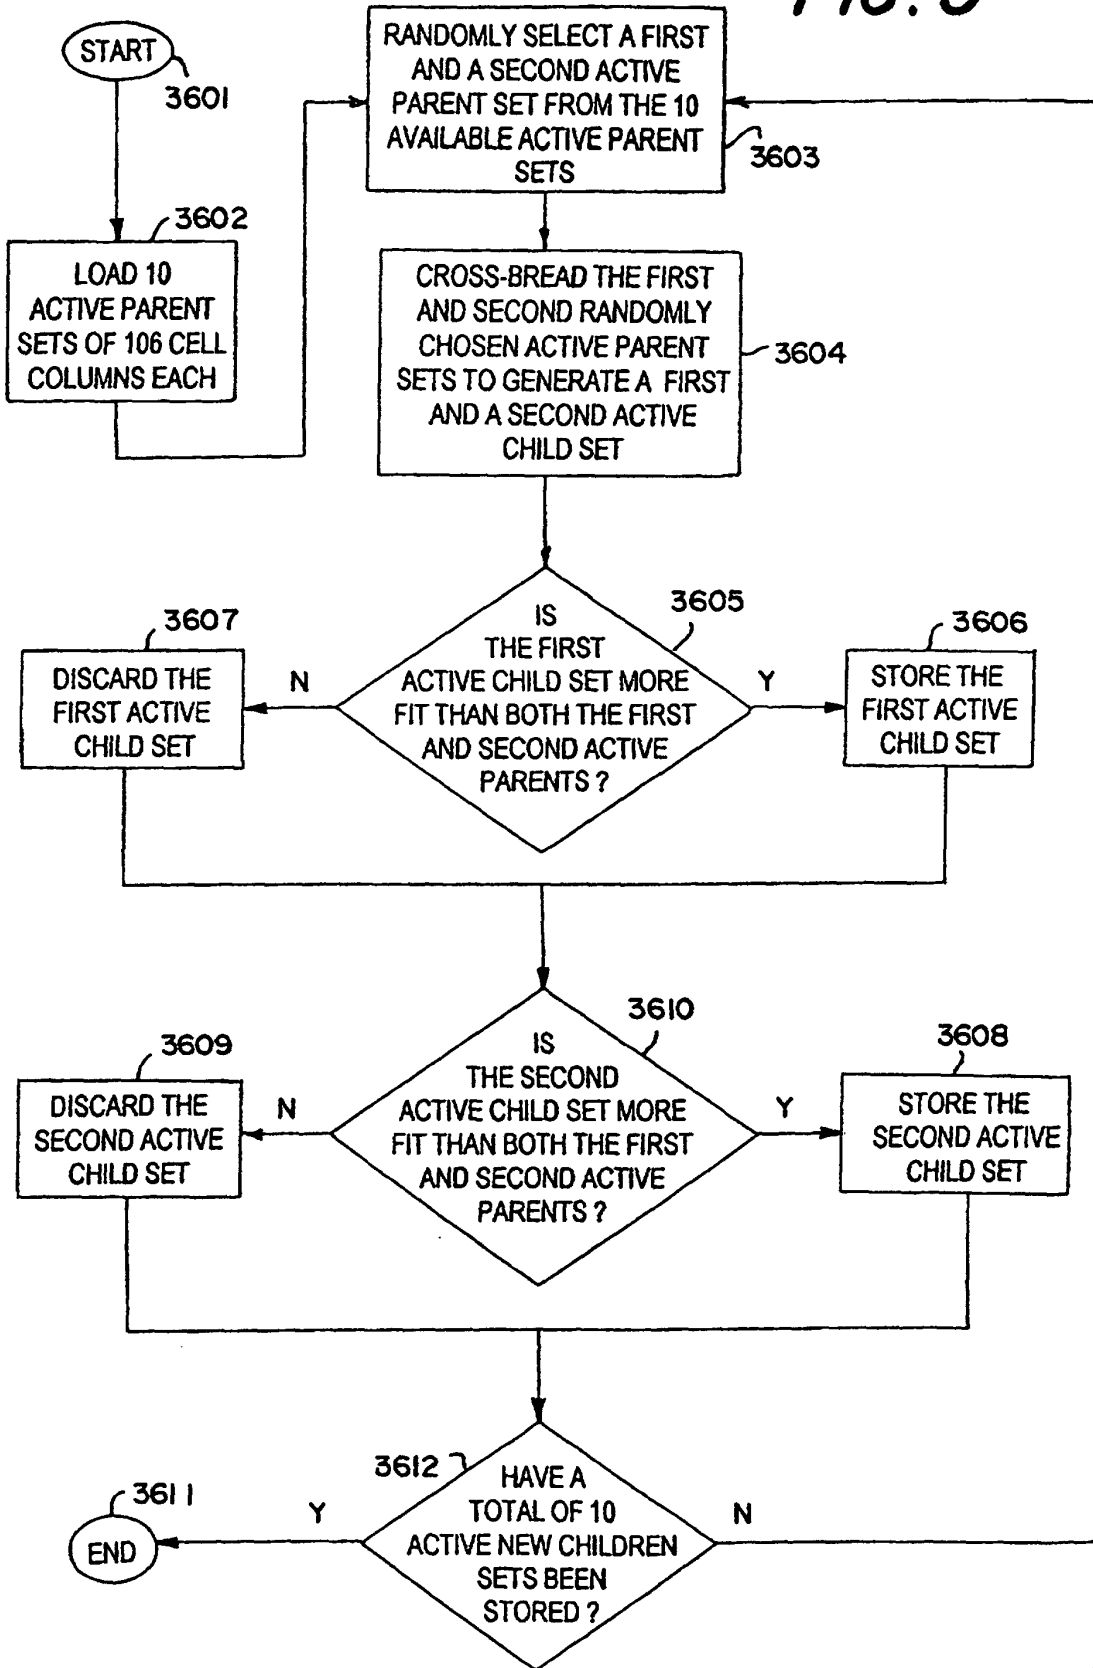 START
3601
3602
LOAD 10
ACTIVE PARENT
SETS OF 106 CELL
COLUMNS EACH
RANDOMLY SELECT A FIRST
AND A SECOND ACTIVE
PARENT SET FROM THE 10
AVAILABLE ACTIVE PARENT
SETS
3603
CROSS-BREAD THE FIRST
AND SECOND RANDOMLY
CHOSEN ACTIVE PARENT
SETS TO GENERATE A FIRST
AND A SECOND ACTIVE
CHILD SET
3604
IS
THE FIRST
ACTIVE CHILD SET MORE
FIT THAN BOTH THE FIRST
AND SECOND ACTIVE
PARENTS ?
3605
N
Y
3607
DISCARD THE
FIRST ACTIVE
CHILD SET
3606
STORE THE
FIRST ACTIVE
CHILD SET
IS
THE SECOND
ACTIVE CHILD SET MORE
FIT THAN BOTH THE FIRST
AND SECOND ACTIVE
PARENTS ?
3610
N
Y
3609
DISCARD THE
SECOND ACTIVE
CHILD SET
3608
STORE THE
SECOND ACTIVE
CHILD SET
3612
HAVE A
TOTAL OF 10
ACTIVE NEW CHILDREN
SETS BEEN
STORED ?
Y
N
3611
END